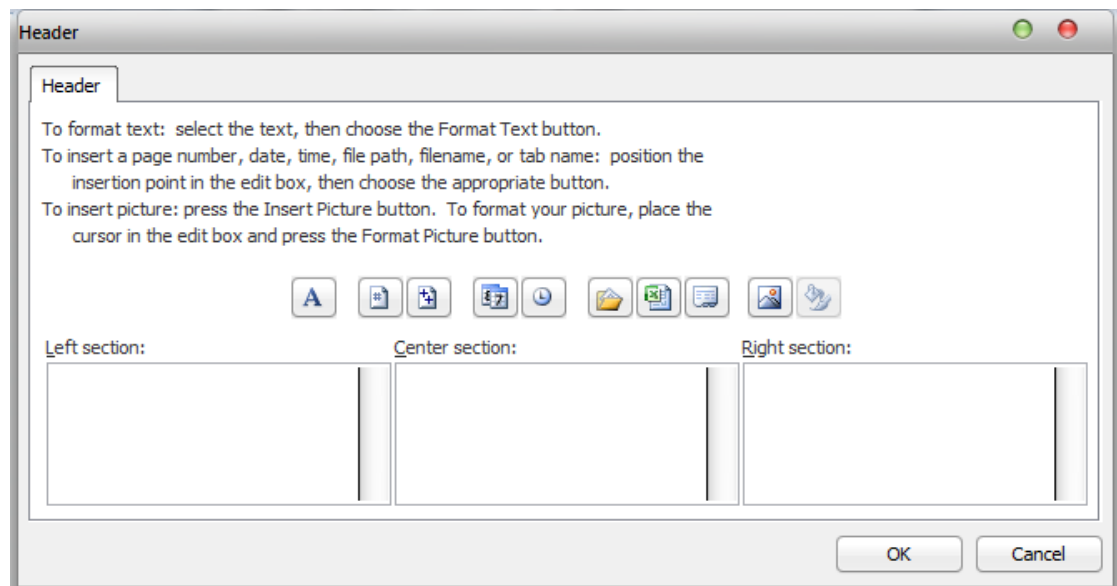 Header
Header
To format text:  select the text, then choose the Format Text button.
To insert a page number, date, time, file path, filename, or tab name:  position the
insertion point in the edit box, then choose the appropriate button.
To insert picture: press the Insert Picture button.  To format your picture, place the
cursor in the edit box and press the Format Picture button.
A
Left section: Center section: Right section:
OK Cancel